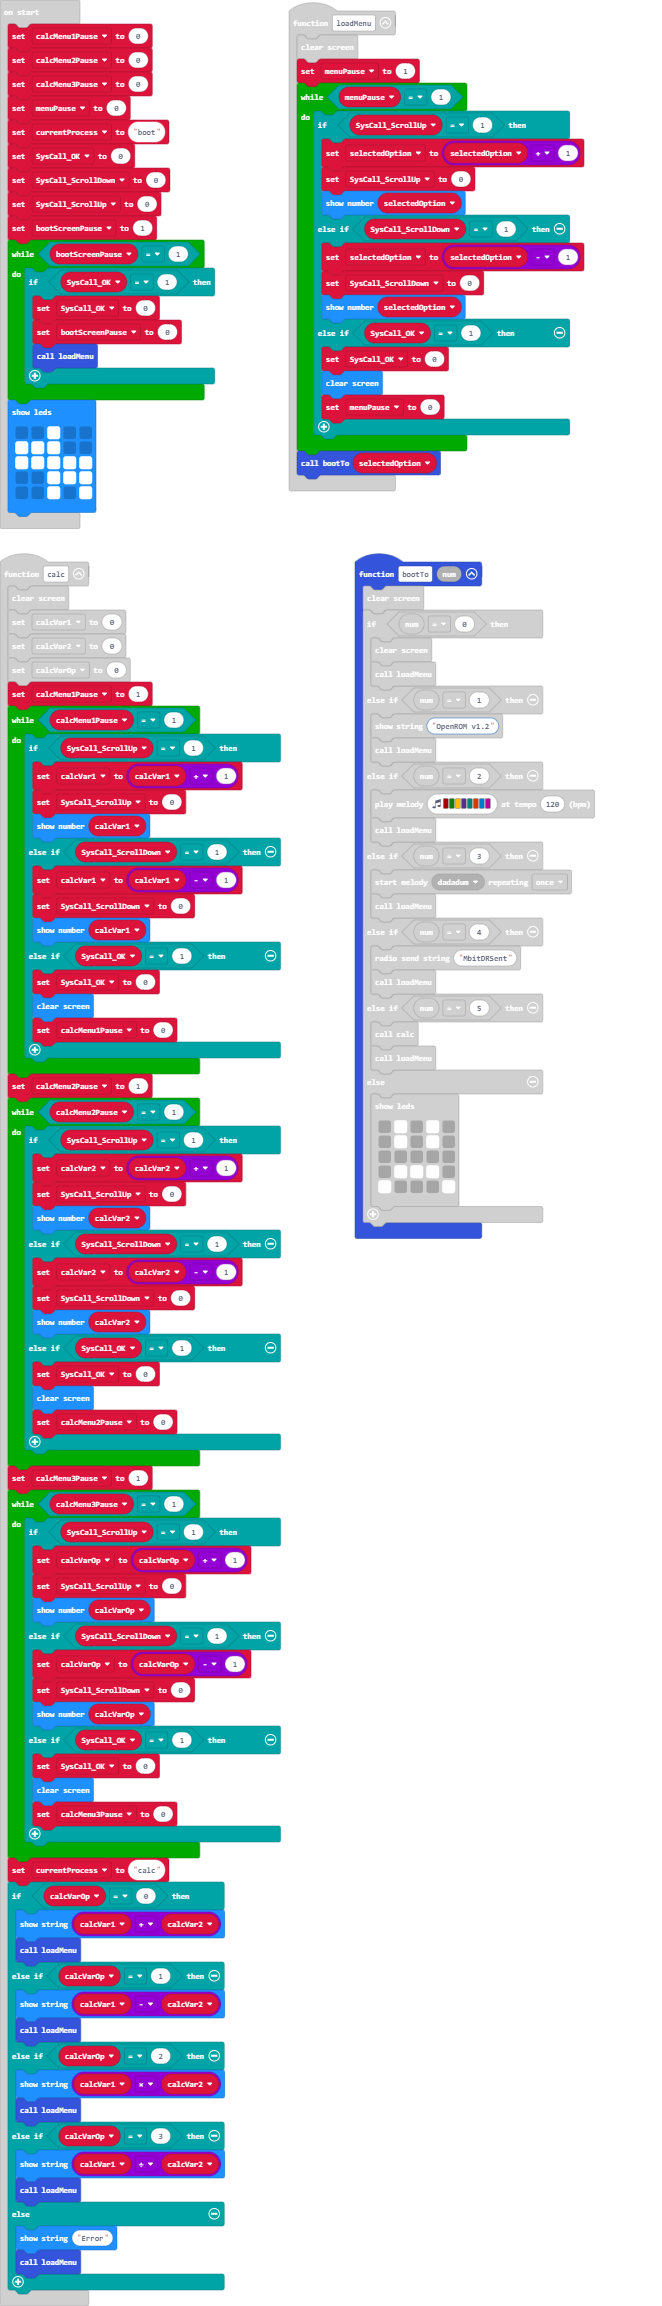 on start
set calcMenu1Pause to 0
set calcMenu2Pause to 0
set calcMenu3Pause to 0
set menuPause to 0
set currentProcess to "boot"
set SysCall_OK to 0
set SysCall_ScrollDown to 0
set SysCall_ScrollUp to 0
set bootScreenPause to 1
while bootScreenPause = 1
do
if SysCall_OK = 1 then
set SysCall_OK to 0
set bootScreenPause to 0
call loadMenu
show leds
function loadMenu
clear screen
set menuPause to 1
while menuPause = 1
do
if SysCall_ScrollUp = 1 then
set selectedOption to selectedOption + 1
set SysCall_ScrollUp to 0
show number selectedOption
else if SysCall_ScrollDown = 1 then
set selectedOption to selectedOption - 1
set SysCall_ScrollDown to 0
show number selectedOption
else if SysCall_OK = 1 then
set SysCall_OK to 0
clear screen
set menuPause to 0
call bootTo selectedOption
function calc
clear screen
set calcVar1 to 0
set calcVar2 to 0
set calcVarOp to 0
set calcMenu1Pause to 1
while calcMenu1Pause = 1
do
if SysCall_ScrollUp = 1 then
set calcVar1 to calcVar1 + 1
set SysCall_ScrollUp to 0
show number calcVar1
else if SysCall_ScrollDown = 1 then
set calcVar1 to calcVar1 - 1
set SysCall_ScrollDown to 0
show number calcVar1
else if SysCall_OK = 1 then
set SysCall_OK to 0
clear screen
set calcMenu1Pause to 0
set calcMenu2Pause to 1
while calcMenu2Pause = 1
do
if SysCall_ScrollUp = 1 then
set calcVar2 to calcVar2 + 1
set SysCall_ScrollUp to 0
show number calcVar2
else if SysCall_ScrollDown = 1 then
set calcVar2 to calcVar2 - 1
set SysCall_ScrollDown to 0
show number calcVar2
else if SysCall_OK = 1 then
set SysCall_OK to 0
clear screen
set calcMenu2Pause to 0
set calcMenu3Pause to 1
while calcMenu3Pause = 1
do
if SysCall_ScrollUp = 1 then
set calcVarOp to calcVarOp + 1
set SysCall_ScrollUp to 0
show number calcVarOp
else if SysCall_ScrollDown = 1 then
set calcVarOp to calcVarOp - 1
set SysCall_ScrollDown to 0
show number calcVarOp
else if SysCall_OK = 1 then
set SysCall_OK to 0
clear screen
set calcMenu3Pause to 0
set currentProcess to "calc"
if calcVarOp = 0 then
show string calcVar1 + calcVar2
call loadMenu
else if calcVarOp = 1 then
show string calcVar1 - calcVar2
call loadMenu
else if calcVarOp = 2 then
show string calcVar1 × calcVar2
call loadMenu
else if calcVarOp = 3 then
show string calcVar1 ÷ calcVar2
call loadMenu
else
show string "Error"
call loadMenu
function bootTo num
clear screen
if num = 0 then
clear screen
call loadMenu
else if num = 1 then
show string "OpenROM v1.2"
call loadMenu
else if num = 2 then
play melody at tempo 120 (bpm)
call loadMenu
else if num = 3 then
start melody dadadum repeating once
call loadMenu
else if num = 4 then
radio send string "MbitDRSent"
call loadMenu
else if num = 5 then
call calc
call loadMenu
else
show leds